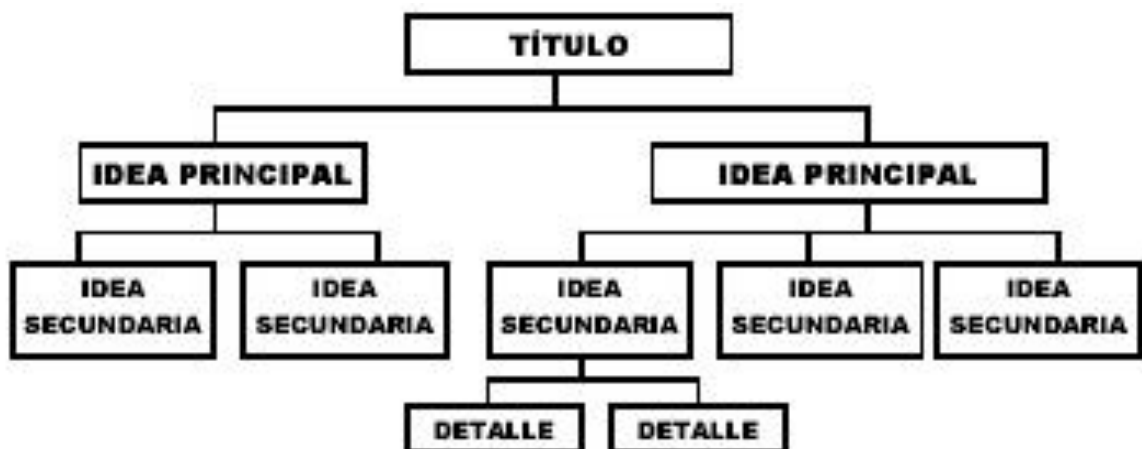 TÍTULO
IDEA PRINCIPAL
IDEA PRINCIPAL
IDEA
SECUNDARIA
IDEA
SECUNDARIA
IDEA
SECUNDARIA
IDEA
SECUNDARIA
IDEA
SECUNDARIA
DETALLE
DETALLE